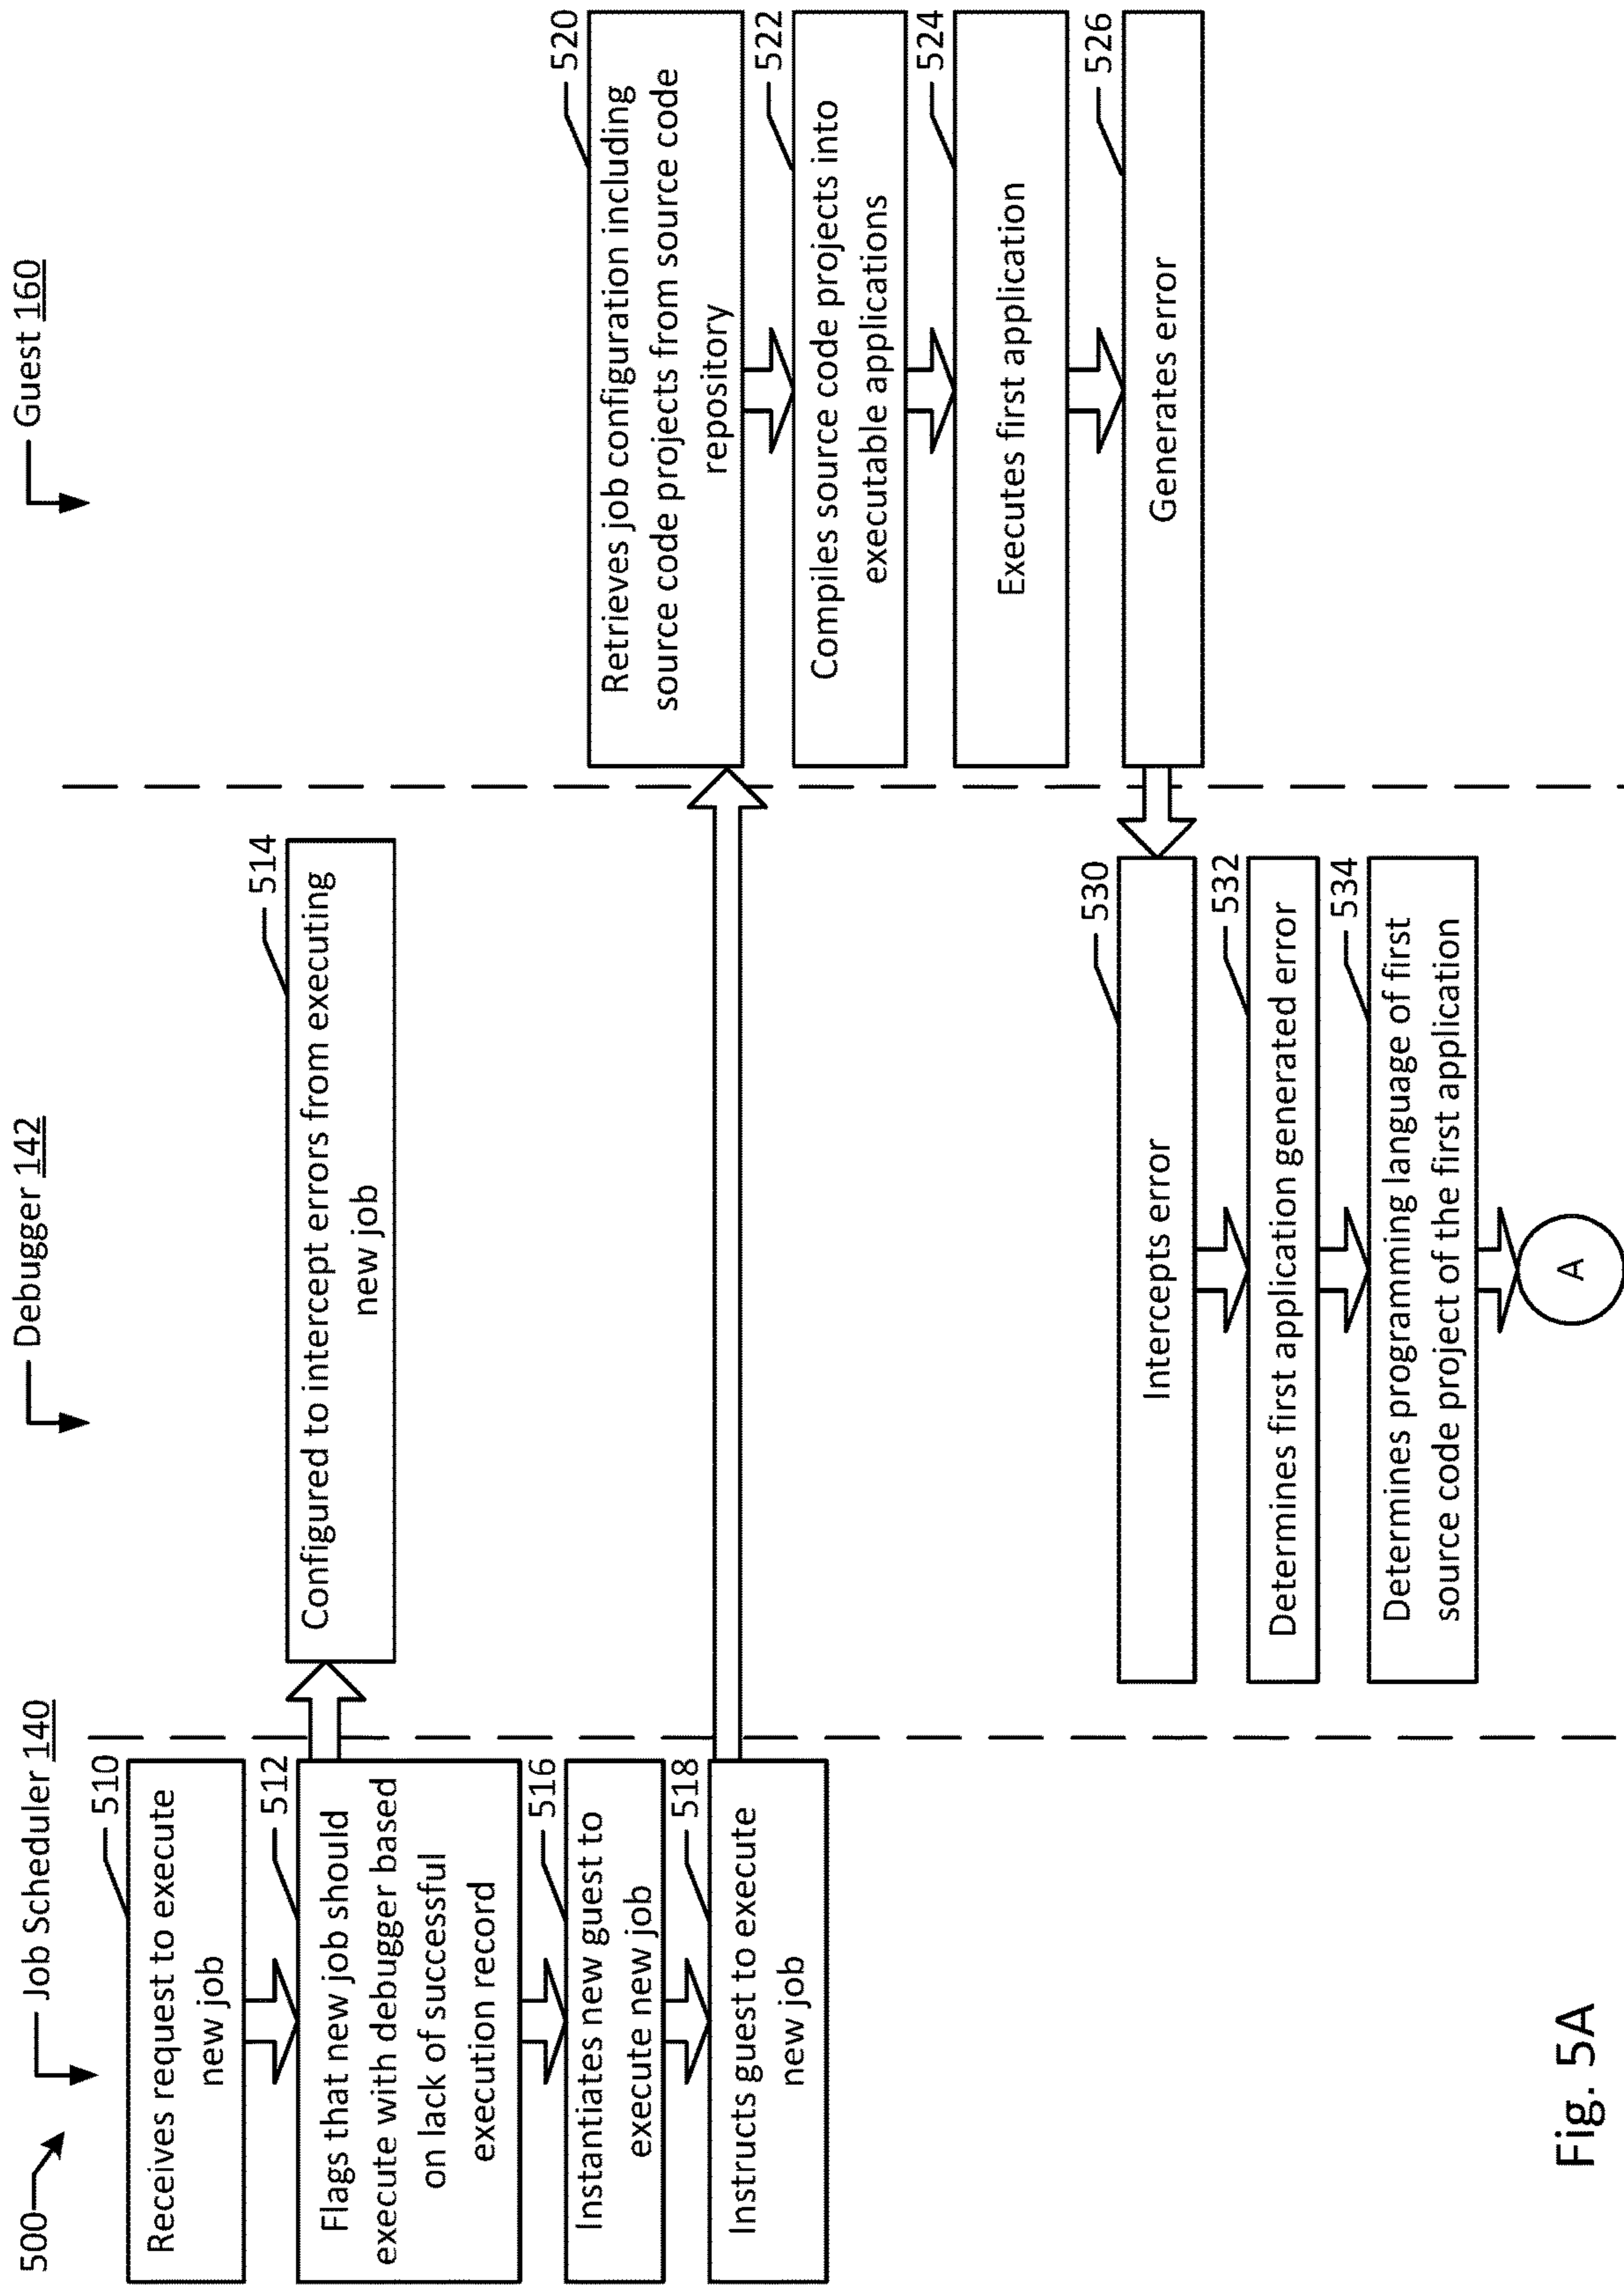 500
Job Scheduler 140
Debugger 142
Guest 160
510
Receives request to execute
new job
512
Flags that new job should
execute with debugger based
on lack of successful
execution record
514
Configured to intercept errors from executing
new job
516
Instantiates new guest to
execute new job
518
Instructs guest to execute
new job
520
Retrieves job configuration including
source code projects from source code
repository
522
Compiles source code projects into
executable applications
524
Executes first application
526
Generates error
530
Intercepts error
532
Determines first application generated error
534
Determines programming language of first
source code project of the first application
A
Fig. 5A